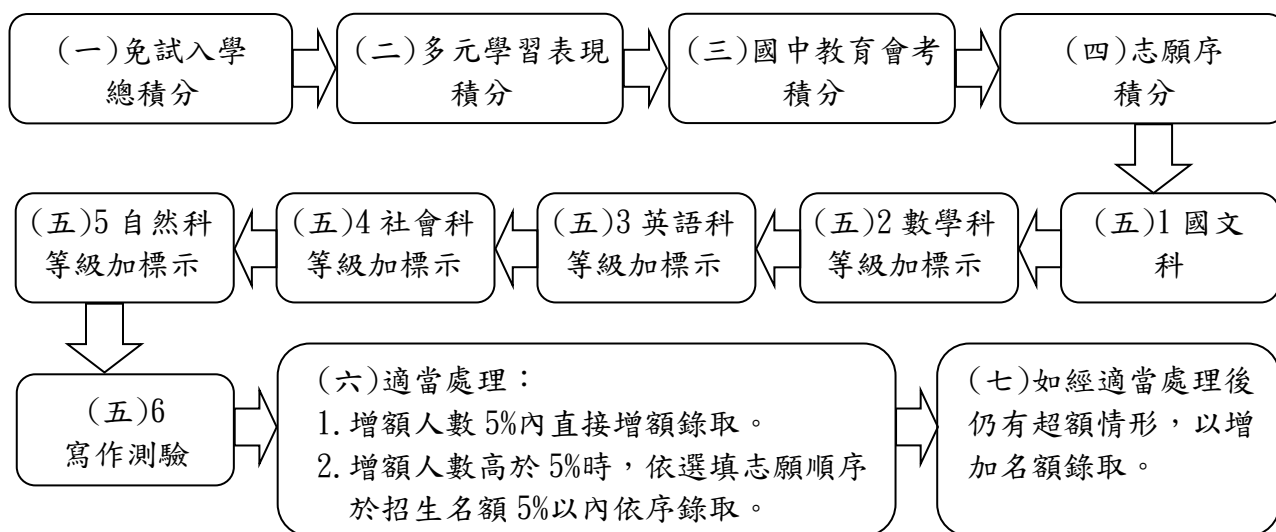 (一)免試入學
總積分
(二)多元學習表現
積分
(三)國中教育會考
積分
(四)志願序
積分
(五)1 國文
科
(五)2 數學科
等級加標示
(五)3 英語科
等級加標示
(五)4 社會科
等級加標示
(五)5 自然科
等級加標示
(五)6
寫作測驗
(六)適當處理：
1.增額人數 5%內直接增額錄取。
2.增額人數高於 5%時，依選填志願順序
於招生名額 5%以內依序錄取。
(七)如經適當處理後
仍有超額情形，以增
加名額錄取。